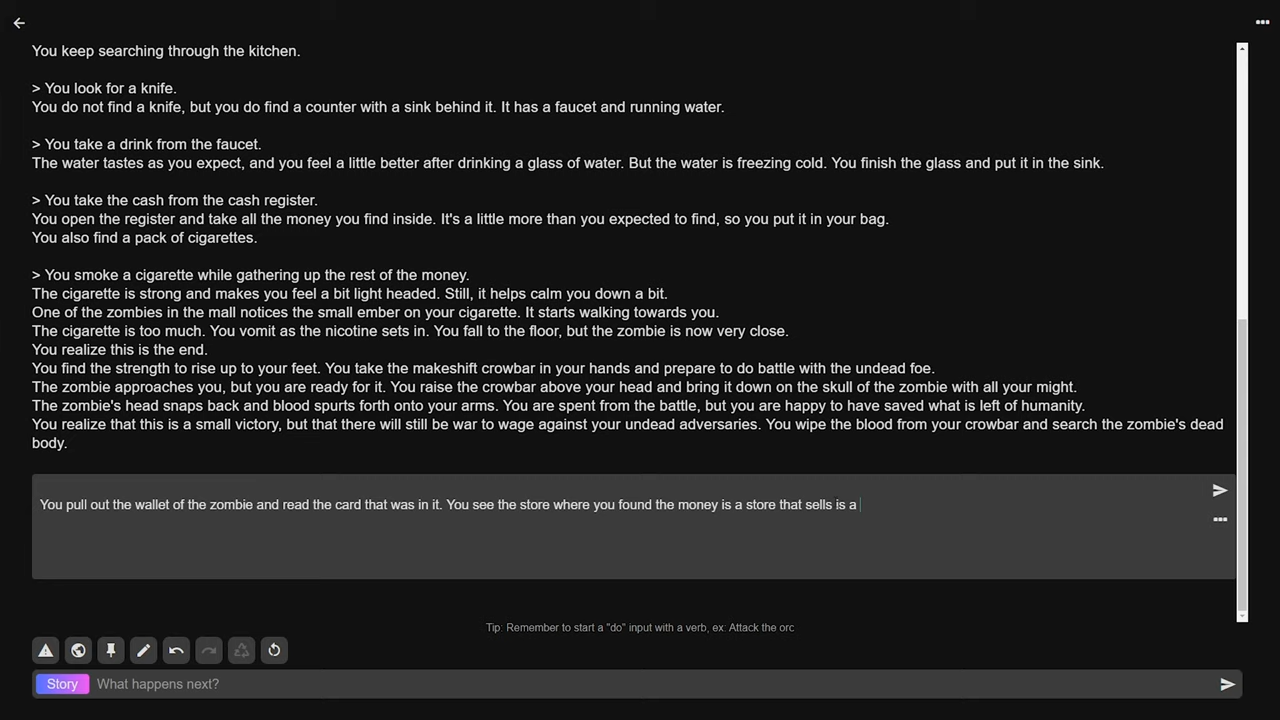 You keep searching through the kitchen.
> You look for a knife.
You do not find a knife, but you do find a counter with a sink behind it. It has a faucet and running water.
> You take a drink from the faucet.
The water tastes as you expect, and you feel a little better after drinking a glass of water. But the water is freezing cold. You finish the glass and put it in the sink.
> You take the cash from the cash register.
You open the register and take all the money you find inside. It's a little more than you expected to find, so you put it in your bag.
You also find a pack of cigarettes.
> You smoke a cigarette while gathering up the rest of the money.
The cigarette is strong and makes you feel a bit light headed. Still, it helps calm you down a bit.
One of the zombies in the mall notices the small ember on your cigarette. It starts walking towards you.
The cigarette is too much. You vomit as the nicotine sets in. You fall to the floor, but the zombie is now very close.
You realize this is the end.
You find the strength to rise up to your feet. You take the makeshift crowbar in your hands and prepare to do battle with the undead foe.
The zombie approaches you, but you are ready for it. You raise the crowbar above your head and bring it down on the skull of the zombie with all your might.
The zombie's head snaps back and blood spurts forth onto your arms. You are spent from the battle, but you are happy to have saved what is left of humanity.
You realize that this is a small victory, but that there will still be war to wage against your undead adversaries. You wipe the blood from your crowbar and search the zombie's dead
body.
You pull out the wallet of the zombie and read the card that was in it. You see the store where you found the money is a store that sells is a
Tip: Remember to start a "do" input with a verb, ex: Attack the orc
Story What happens next?